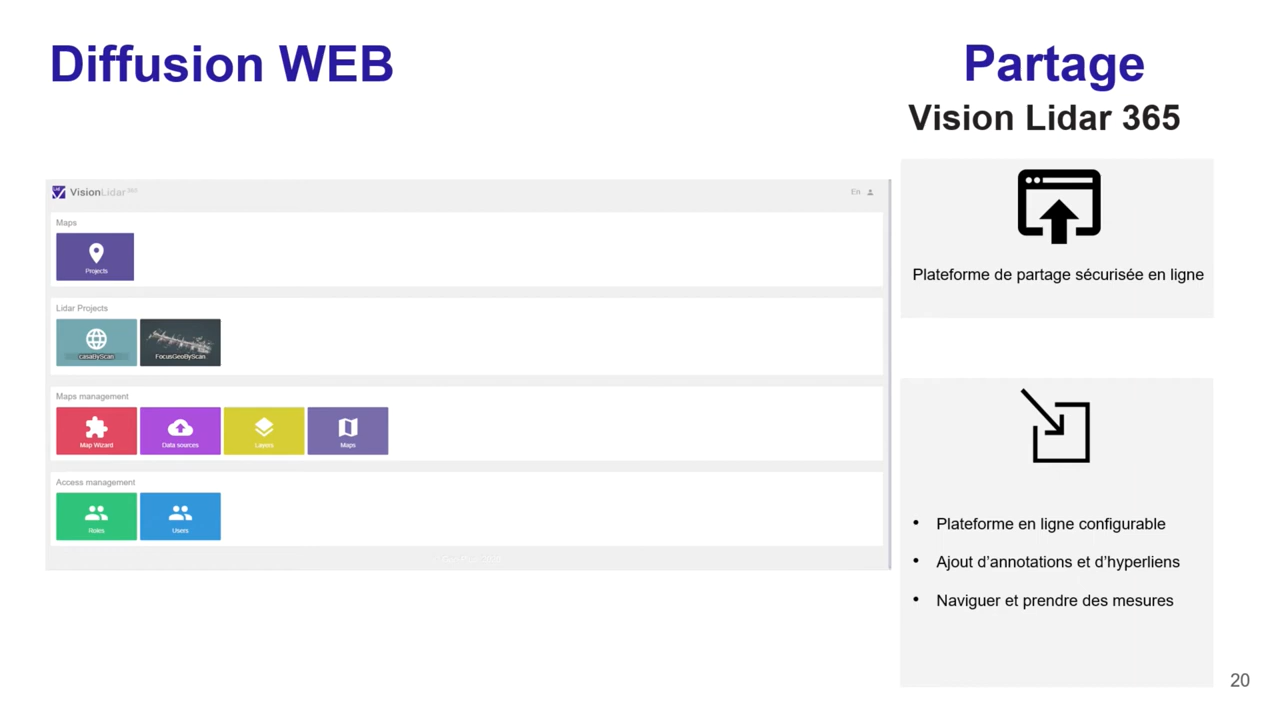 Diffusion WEB
Partage
Vision Lidar 365
VisionLidar 365
En
Maps
Projects
Lidar Projects
casaByScan
FocusGeoByScan
Maps management
Map Wizard
Data sources
Layers
Maps
Access management
Roles
Users
Plateforme de partage sécurisée en ligne
• Plateforme en ligne configurable
• Ajout d’annotations et d’hyperliens
• Naviguer et prendre des mesures
20